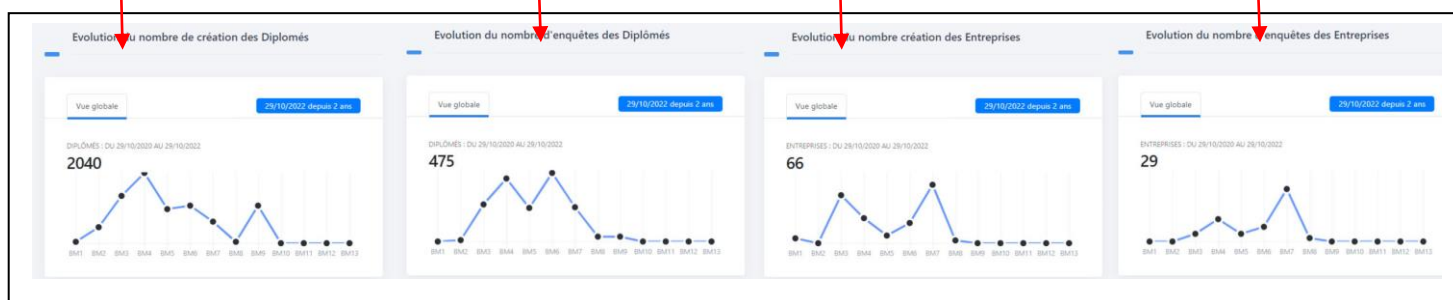 Evolution du nombre de création des Diplomés
Vue globale
29/10/2022 depuis 2 ans
DIPLÔMÉS : DU 29/10/2020 AU 29/10/2022
2040
BM1 BM2 BM3 BM4 BM5 BM6 BM7 BM8 BM9 BM10 BM11 BM12 BM13
Evolution du nombre d'enquêtes des Diplômés
Vue globale
29/10/2022 depuis 2 ans
DIPLÔMÉS : DU 29/10/2020 AU 29/10/2022
475
BM1 BM2 BM3 BM4 BM5 BM6 BM7 BM8 BM9 BM10 BM11 BM12 BM13
Evolution du nombre création des Entreprises
Vue globale
29/10/2022 depuis 2 ans
ENTREPRISES : DU 29/10/2020 AU 29/10/2022
66
BM1 BM2 BM3 BM4 BM5 BM6 BM7 BM8 BM9 BM10 BM11 BM12 BM13
Evolution du nombre d'enquêtes des Entreprises
Vue globale
29/10/2022 depuis 2 ans
ENTREPRISES : DU 29/10/2020 AU 29/10/2022
29
BM1 BM2 BM3 BM4 BM5 BM6 BM7 BM8 BM9 BM10 BM11 BM12 BM13